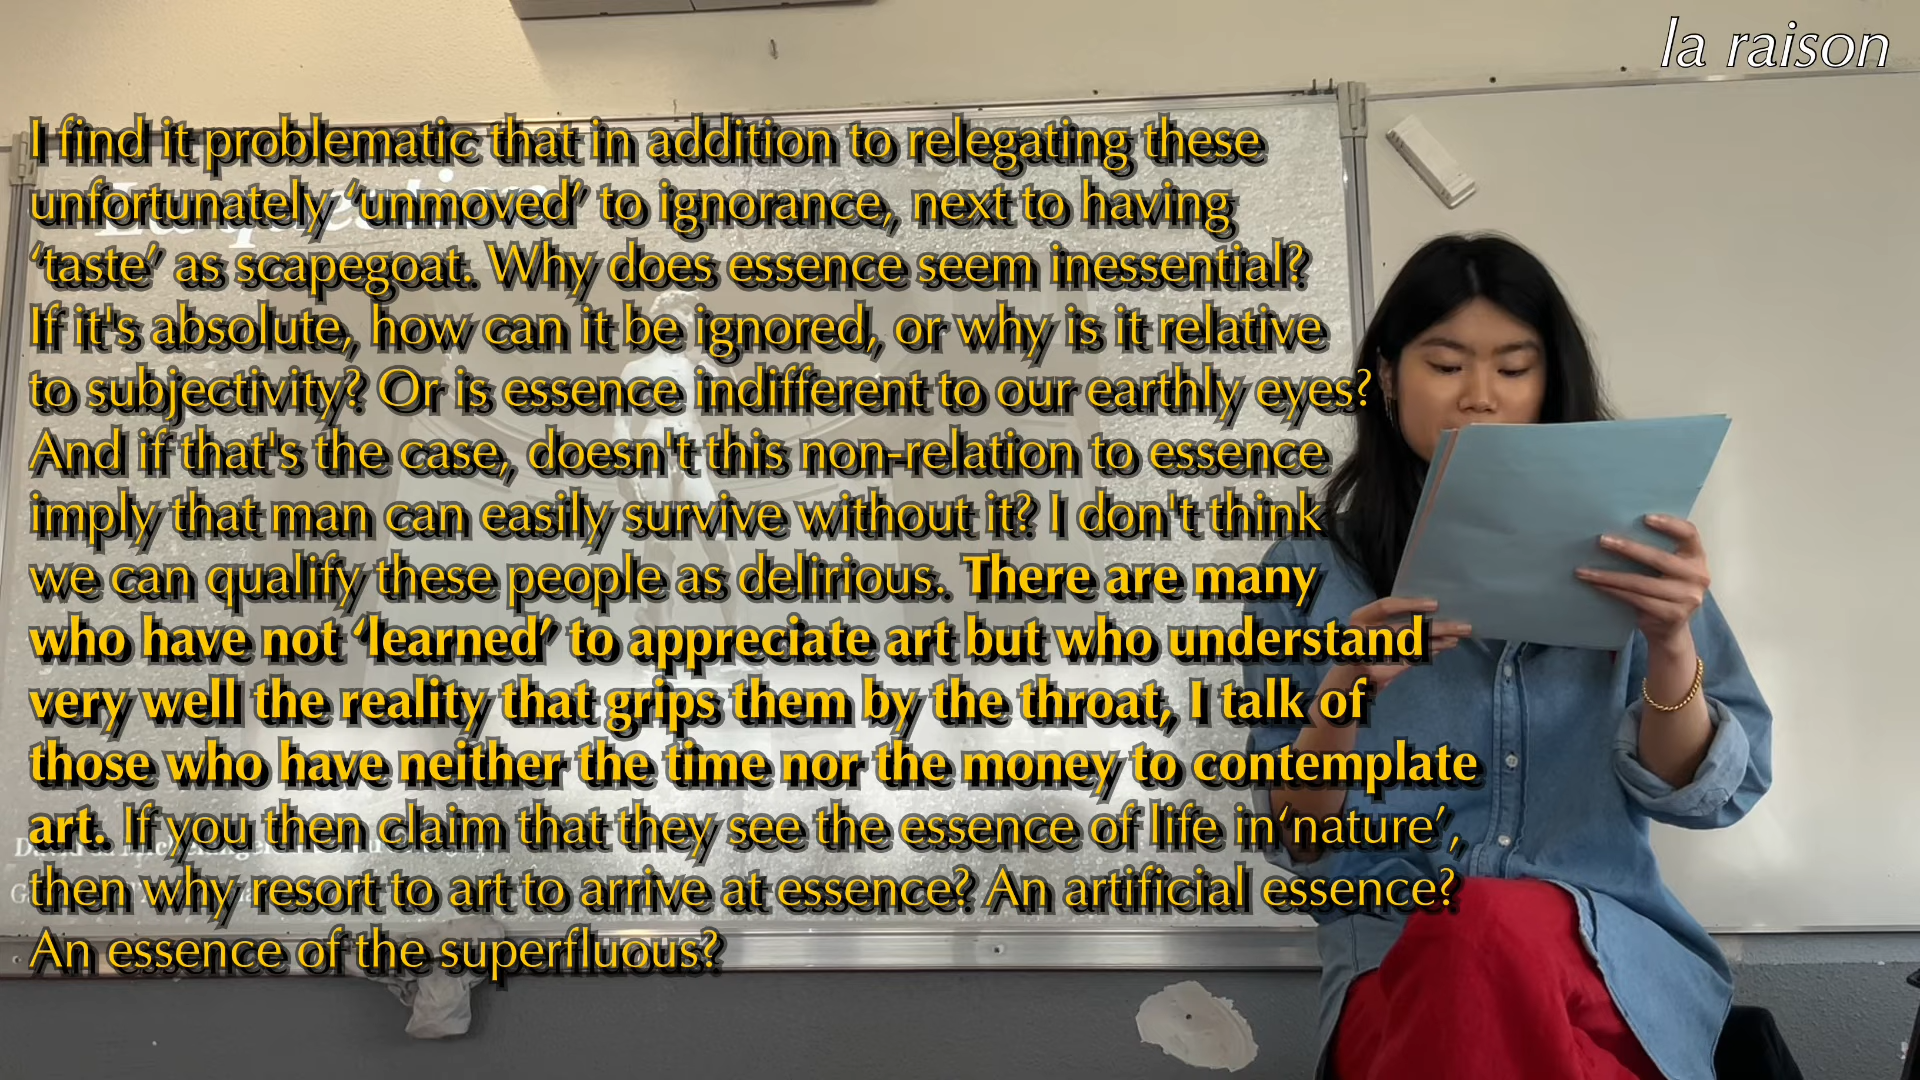 la raison
I find it problematic that in addition to relegating these
unfortunately ‘unmoved’ to ignorance, next to having
‘taste’ as scapegoat. Why does essence seem inessential?
If it's absolute, how can it be ignored, or why is it relative
to subjectivity? Or is essence indifferent to our earthly eyes?
And if that's the case, doesn't this non-relation to essence
imply that man can easily survive without it? I don't think
we can qualify these people as delirious. There are many
who have not ‘learned’ to appreciate art but who understand
very well the reality that grips them by the throat, I talk of
those who have neither the time nor the money to contemplate
art. If you then claim that they see the essence of life in‘nature’,
then why resort to art to arrive at essence? An artificial essence?
An essence of the superfluous?